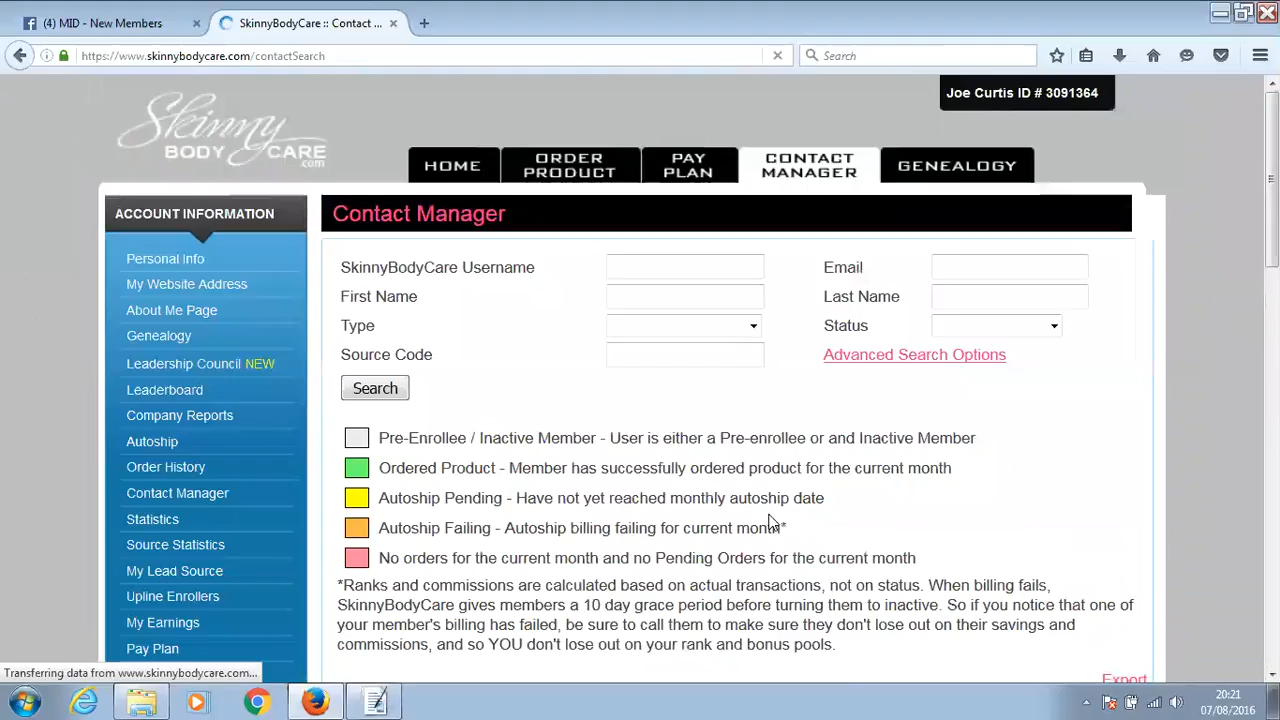 (4) MID - New Members
SkinnyBodyCare :: Contact ...
https://www.skinnybodycare.com/contactSearch
Search
Joe Curtis ID # 3091364
Skinny
BODY CARE
.com
HOME
ORDER PRODUCT
PAY PLAN
CONTACT MANAGER
GENEALOGY
ACCOUNT INFORMATION
Personal Info
My Website Address
About Me Page
Genealogy
Leadership Council NEW
Leaderboard
Company Reports
Autoship
Order History
Contact Manager
Statistics
Source Statistics
My Lead Source
Upline Enrollers
My Earnings
Pay Plan
Contact Manager
SkinnyBodyCare Username
Email
First Name
Last Name
Type
Status
Source Code
Advanced Search Options
Search
Pre-Enrollee / Inactive Member - User is either a Pre-enrollee or and Inactive Member
Ordered Product - Member has successfully ordered product for the current month
Autoship Pending - Have not yet reached monthly autoship date
Autoship Failing - Autoship billing failing for current month*
No orders for the current month and no Pending Orders for the current month
*Ranks and commissions are calculated based on actual transactions, not on status. When billing fails,
SkinnyBodyCare gives members a 10 day grace period before turning them to inactive. So if you notice that one of
your member's billing has failed, be sure to call them to make sure they don't lose out on their savings and
commissions, and so YOU don't lose out on your rank and bonus pools.
Export
Transferring data from www.skinnybodycare.com...
20:21
07/08/2016